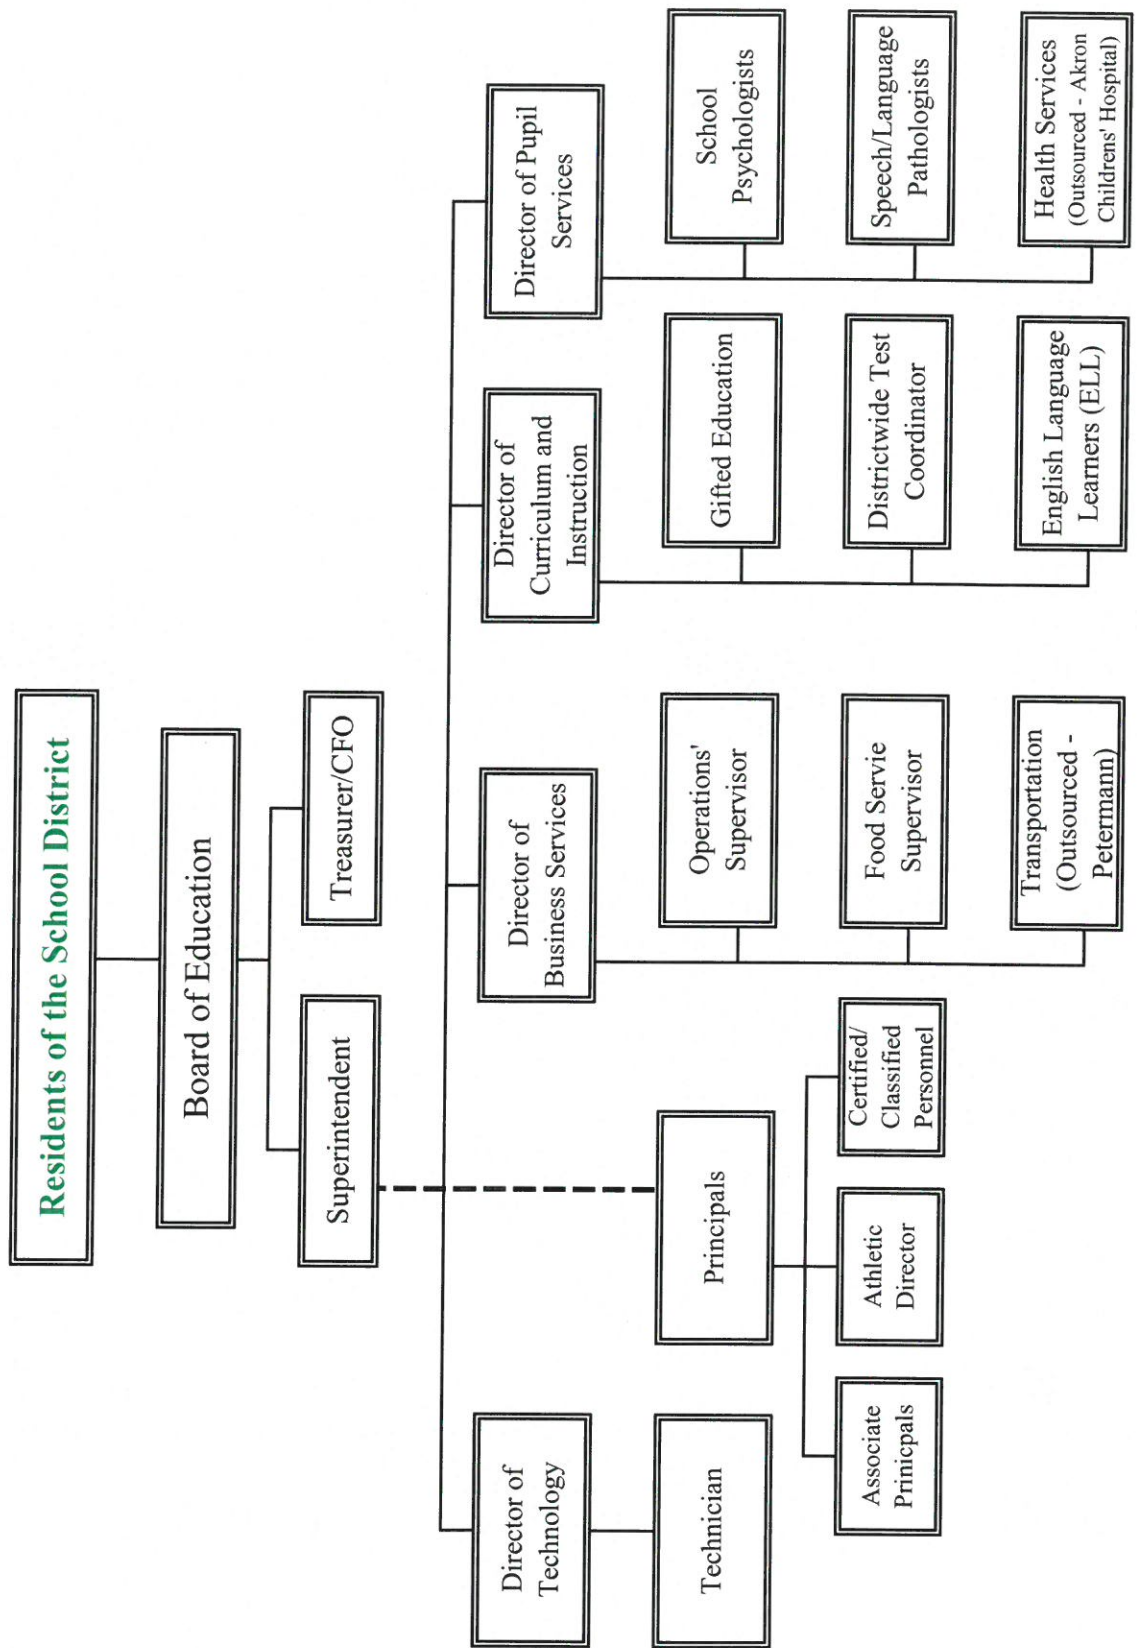 Residents of the School District
Board of Education
Superintendent
Treasurer/CFO
Director of
Technology
Director of
Business Services
Director of
Curriculum and
Instruction
Director of Pupil
Services
Technician
Principals
Operations'
Supervisor
Gifted Education
School
Psychologists
Associate
Prinicpals
Athletic
Director
Certified/
Classified
Personnel
Food Servie
Supervisor
Districtwide Test
Coordinator
Speech/Language
Pathologists
Transportation
(Outsourced -
Petermann)
English Language
Learners (ELL)
Health Services
(Outsourced - Akron
Childrens' Hospital)